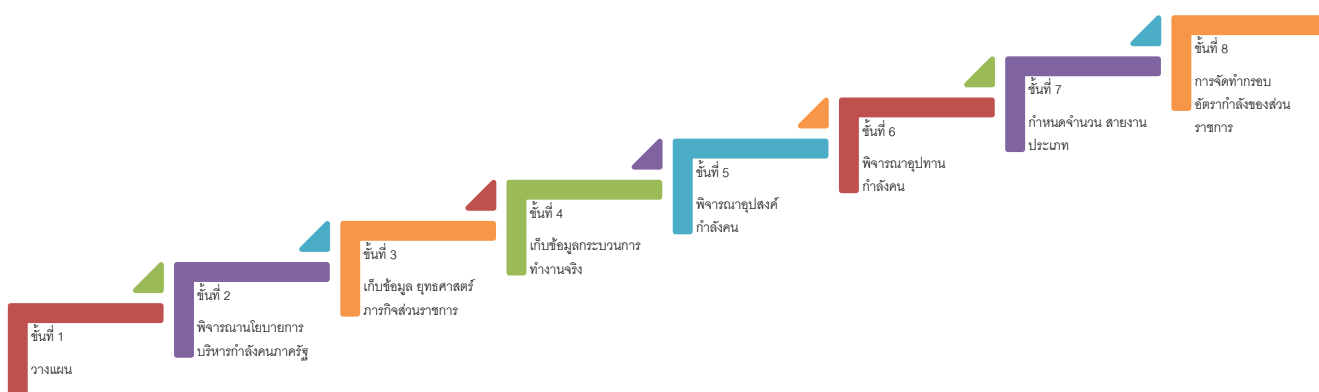 ขั้นที่ 1
วางแผน
ขั้นที่ 2
พิจารณานโยบายการ
บริหารกำลังคนภาครัฐ
ขั้นที่ 3
เก็บข้อมูล ยุทธศาสตร์
ภารกิจส่วนราชการ
ขั้นที่ 4
เก็บข้อมูลกระบวนการ
ทำงานจริง
ขั้นที่ 5
พิจารณาอุปสงค์
กำลังคน
ขั้นที่ 6
พิจารณาอุปทาน
กำลังคน
ขั้นที่ 7
กำหนดจำนวน สายงาน
ประเภท
ขั้นที่ 8
การจัดทำกรอบ
อัตรากำลังของส่วน
ราชการ